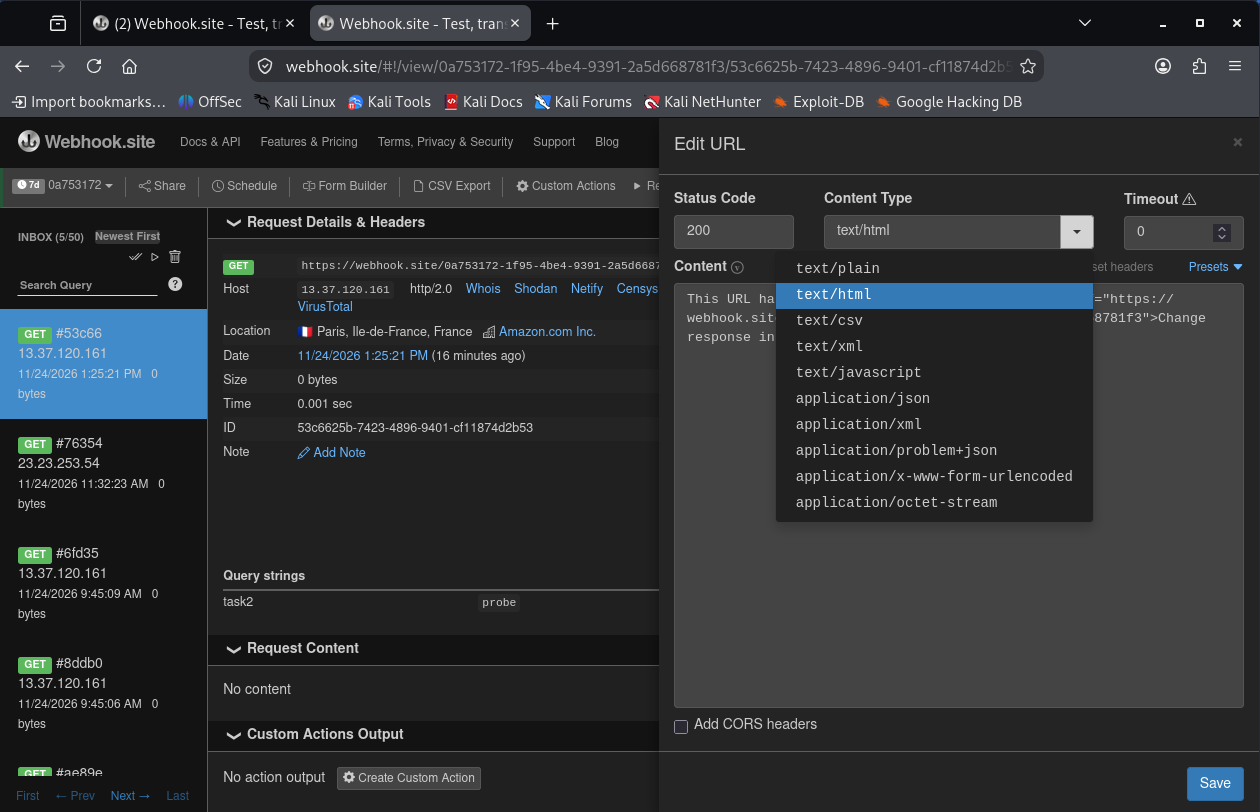 (2) Webhook.site - Test, tr
Webhook.site - Test, tran
webhook.site/#!/view/0a753172-1f95-4be4-9391-2a5d668781f3/53c6625b-7423-4896-9401-cf11874d2b5
Import bookmarks… OffSec Kali Linux Kali Tools Kali Docs Kali Forums Kali NetHunter Exploit-DB Google Hacking DB
Webhook.site Docs & API Features & Pricing Terms, Privacy & Security Support Blog
7d 0a753172 Share Schedule Form Builder CSV Export Custom Actions Re
INBOX (5/50) Newest First
Search Query ?
GET #53c66
13.37.120.161
11/24/2026 1:25:21 PM 0
bytes
GET #76354
23.23.253.54
11/24/2026 11:32:23 AM 0
bytes
GET #6fd35
13.37.120.161
11/24/2026 9:45:09 AM 0
bytes
GET #8ddb0
13.37.120.161
11/24/2026 9:45:06 AM 0
bytes
GET #ae89e
First ← Prev Next → Last
Request Details & Headers
GET https://webhook.site/0a753172-1f95-4be4-9391-2a5d6687
Host 13.37.120.161 http/2.0 Whois Shodan Netify Censys
VirusTotal
Location Paris, Ile-de-France, France Amazon.com Inc.
Date 11/24/2026 1:25:21 PM (16 minutes ago)
Size 0 bytes
Time 0.001 sec
ID 53c6625b-7423-4896-9401-cf11874d2b53
Note Add Note
Query strings
task2 probe
Request Content
No content
Custom Actions Output
No action output Create Custom Action
Edit URL ×
Status Code Content Type Timeout
200 text/html 0
Content set headers Presets
This URL ha ="https://
webhook.sit 8781f3">Change
response in
text/plain
text/html
text/csv
text/xml
text/javascript
application/json
application/xml
application/problem+json
application/x-www-form-urlencoded
application/octet-stream
Add CORS headers
Save